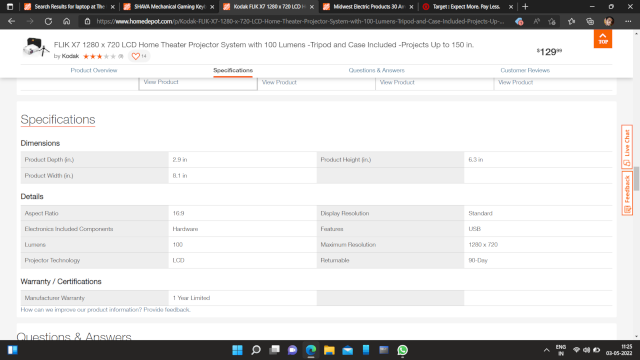 Search Results for laptop at The
SHAVA Mechanical Gaming Key
Kodak FLIK X7 1280 x 720 LCD H
Midwest Electric Products 30 Am
Target : Expect More. Pay Less.
https://www.homedepot.com/p/Kodak-FLIK-X7-1280-x-720-LCD-Home-Theater-Projector-System-with-100-Lumens-Tripod-and-Case-Included-Projects-Up-...
FLIK X7 1280 x 720 LCD Home Theater Projector System with 100 Lumens -Tripod and Case Included -Projects Up to 150 in.
by Kodak
14
$129
TOP
Product Overview
Specifications
Questions & Answers
Customer Reviews
View Product
View Product
View Product
View Product
Specifications
Dimensions
Product Depth (in.) 2.9 in
Product Height (in.) 5.3 in
Product Width (in.) 8.1 in
Details
Aspect Ratio 16:9
Display Resolution Standard
Electronics Included Components Hardware
Features USB
Lumens 100
Maximum Resolution 1280 x 720
Projector Technology LCD
Returnable 90-Day
Warranty / Certifications
Manufacturer Warranty 1 Year Limited
How can we improve our product information? Provide feedback.
Questions & Answers
Live Chat
Feedback
ENG
IN
11:25
03-05-2022